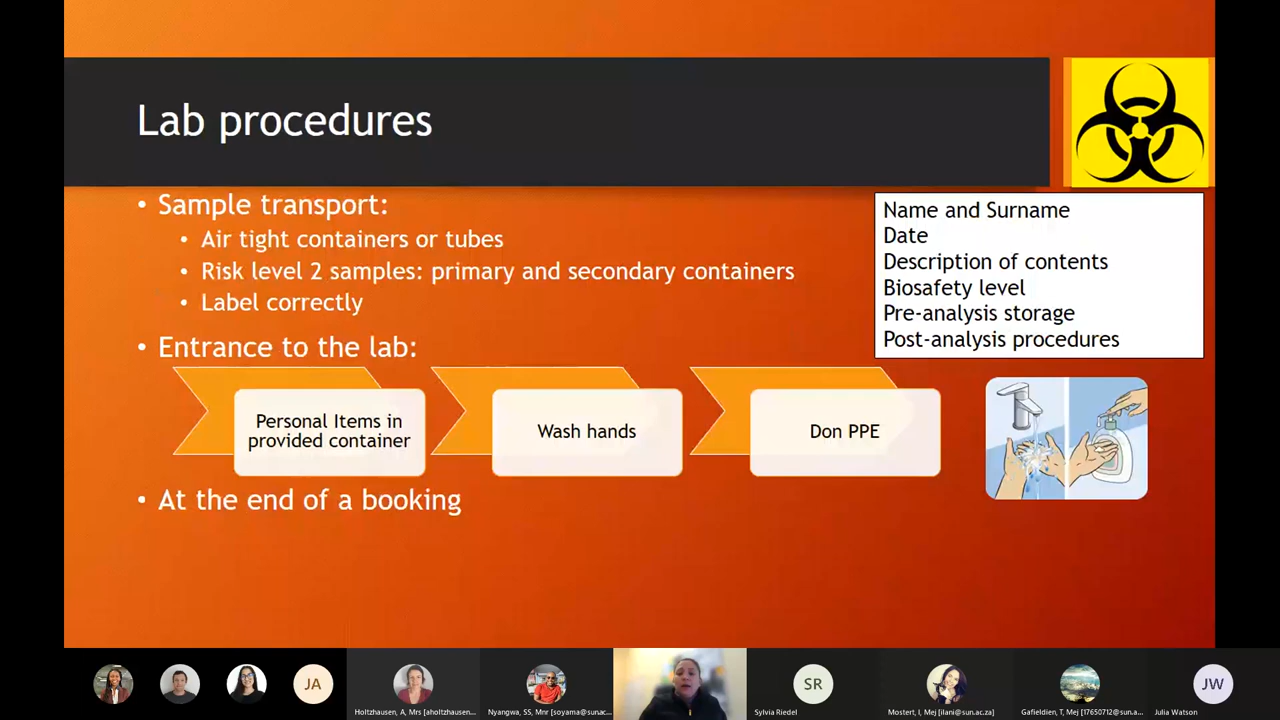 Lab procedures
• Sample transport:
• Air tight containers or tubes
• Risk level 2 samples: primary and secondary containers
• Label correctly
Name and Surname
Date
Description of contents
Biosafety level
Pre-analysis storage
Post-analysis procedures
• Entrance to the lab:
Personal Items in
provided container
Wash hands
Don PPE
• At the end of a booking
JA
SR
JW
Holtzhausen, A, Mrs [aholtzhausen...
Nyangwa, SS, Mnr [soyama@sunac...
Sylvia Riedel
Mostert, I, Mej [ilani@sun.ac.za]
Gafieldien, T, Mej [17650712@sun.a...
Julia Watson